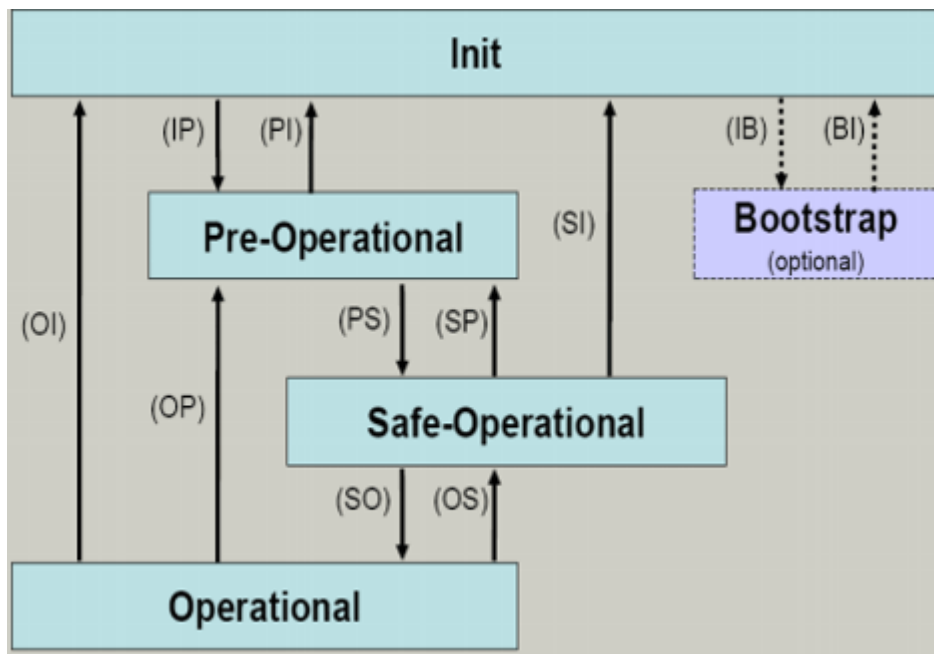 Init
(IP)
(PI)
(IB)
(BI)
Pre-Operational
(SI)
Bootstrap
(optional)
(OI)
(PS)
(SP)
(OP)
Safe-Operational
(SO)
(OS)
Operational